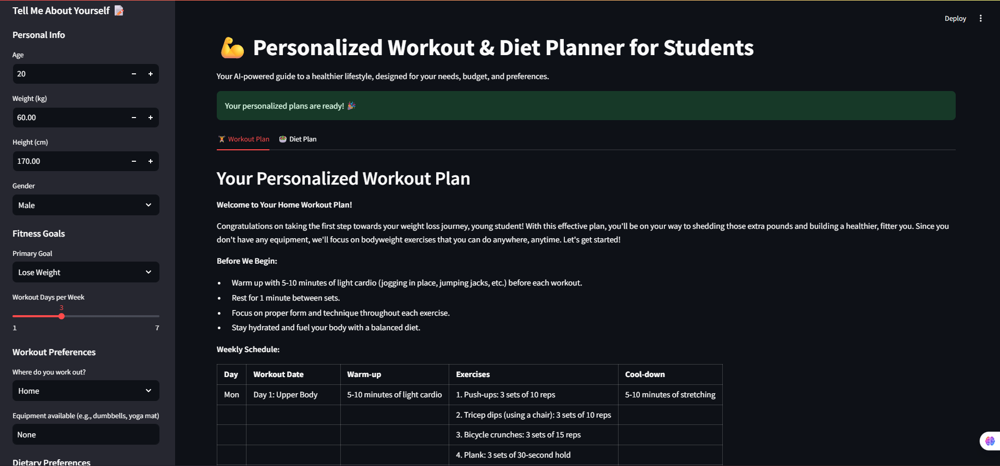 Tell Me About Yourself 📝
Personal Info
Age
20
Weight (kg)
60.00
Height (cm)
170.00
Gender
Male
Fitness Goals
Primary Goal
Lose Weight
Workout Days per Week
3
1 7
Workout Preferences
Where do you work out?
Home
Equipment available (e.g., dumbbells, yoga mat)
None
Dietary Preferences
Deploy
💪 Personalized Workout & Diet Planner for Students
Your AI-powered guide to a healthier lifestyle, designed for your needs, budget, and preferences.
Your personalized plans are ready! 🎉
🏋️ Workout Plan 🥗 Diet Plan
Your Personalized Workout Plan
Welcome to Your Home Workout Plan!
Congratulations on taking the first step towards your weight loss journey, young student! With this effective plan, you'll be on your way to shedding those extra pounds and building a healthier, fitter you. Since you
don't have any equipment, we'll focus on bodyweight exercises that you can do anywhere, anytime. Let's get started!
Before We Begin:
• Warm up with 5-10 minutes of light cardio (jogging in place, jumping jacks, etc.) before each workout.
• Rest for 1 minute between sets.
• Focus on proper form and technique throughout each exercise.
• Stay hydrated and fuel your body with a balanced diet.
Weekly Schedule:
Day Workout Date Warm-up Exercises Cool-down
Mon Day 1: Upper Body 5-10 minutes of light cardio 1. Push-ups: 3 sets of 10 reps 5-10 minutes of stretching
2. Tricep dips (using a chair): 3 sets of 10 reps
3. Bicycle crunches: 3 sets of 15 reps
4. Plank: 3 sets of 30-second hold